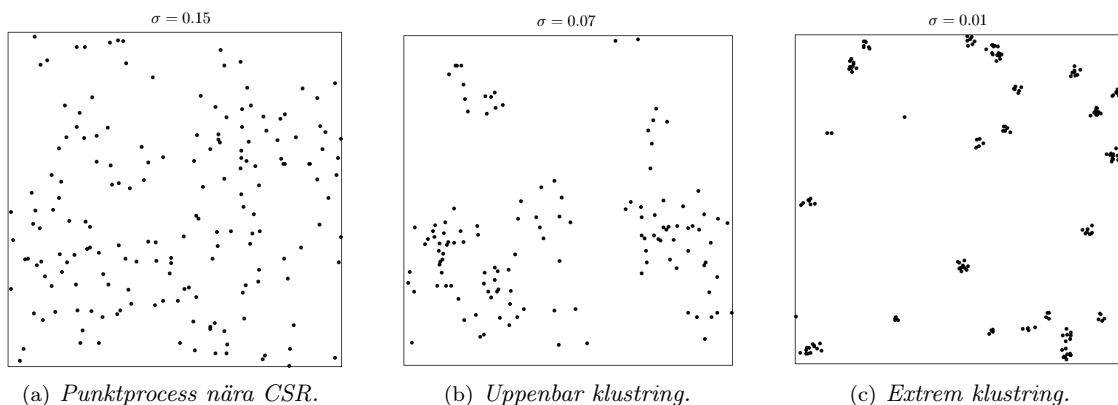 σ = 0.15
σ = 0.07
σ = 0.01
(a) Punktprocess nära CSR.
(b) Uppenbar klustring.
(c) Extrem klustring.